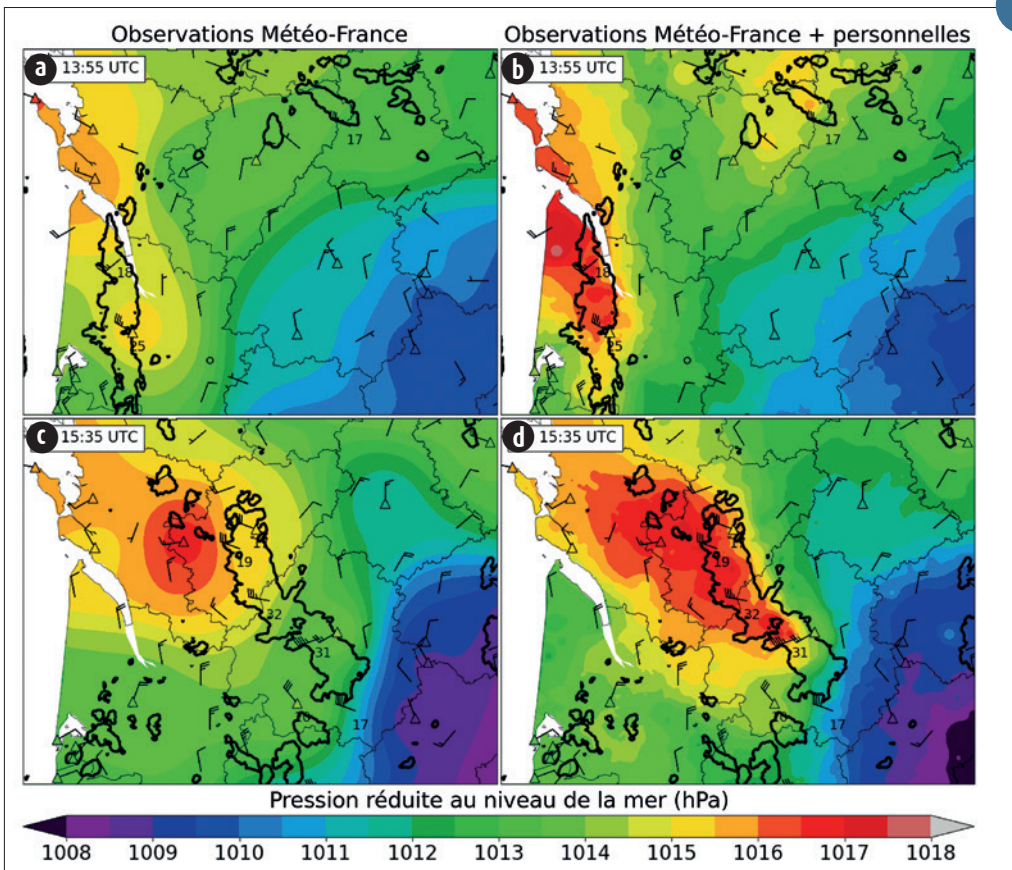 Observations Météo-France
Observations Météo-France + personnelles
a 13:55 UTC
b 13:55 UTC
17
17
18
18
25
25
c 15:35 UTC
d 15:35 UTC
19
19
32
32
31
31
17
17
Pression réduite au niveau de la mer (hPa)
1008 1009 1010 1011 1012 1013 1014 1015 1016 1017 1018